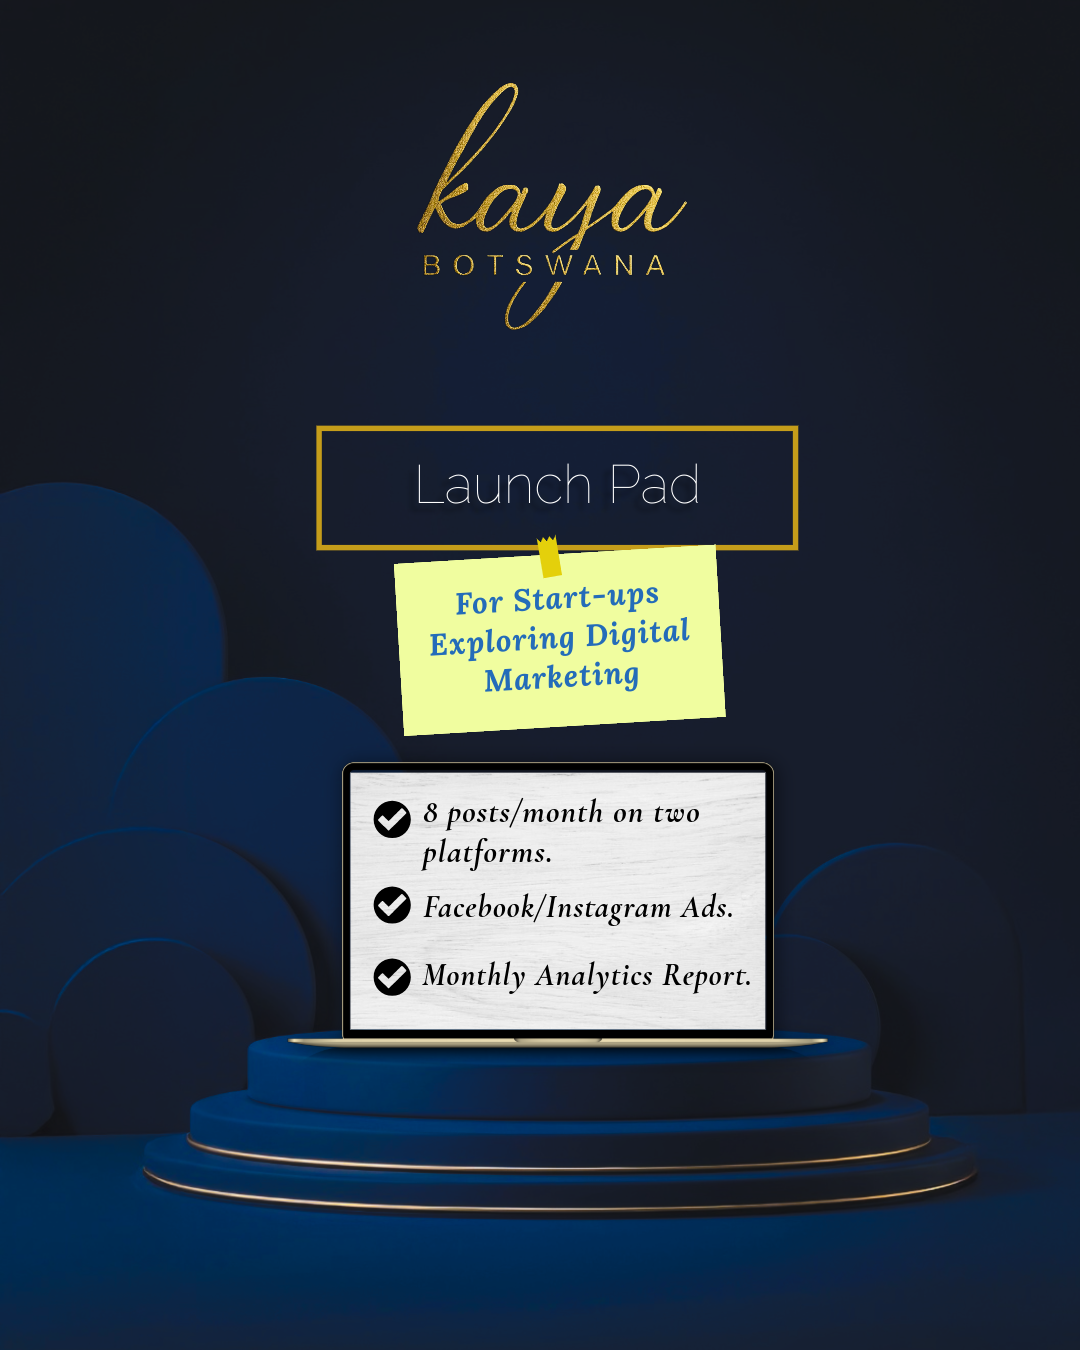 kaya
BOTSWANA
Launch Pad
For Start-ups
Exploring Digital
Marketing
8 posts/month on two
platforms.
Facebook/Instagram Ads.
Monthly Analytics Report.